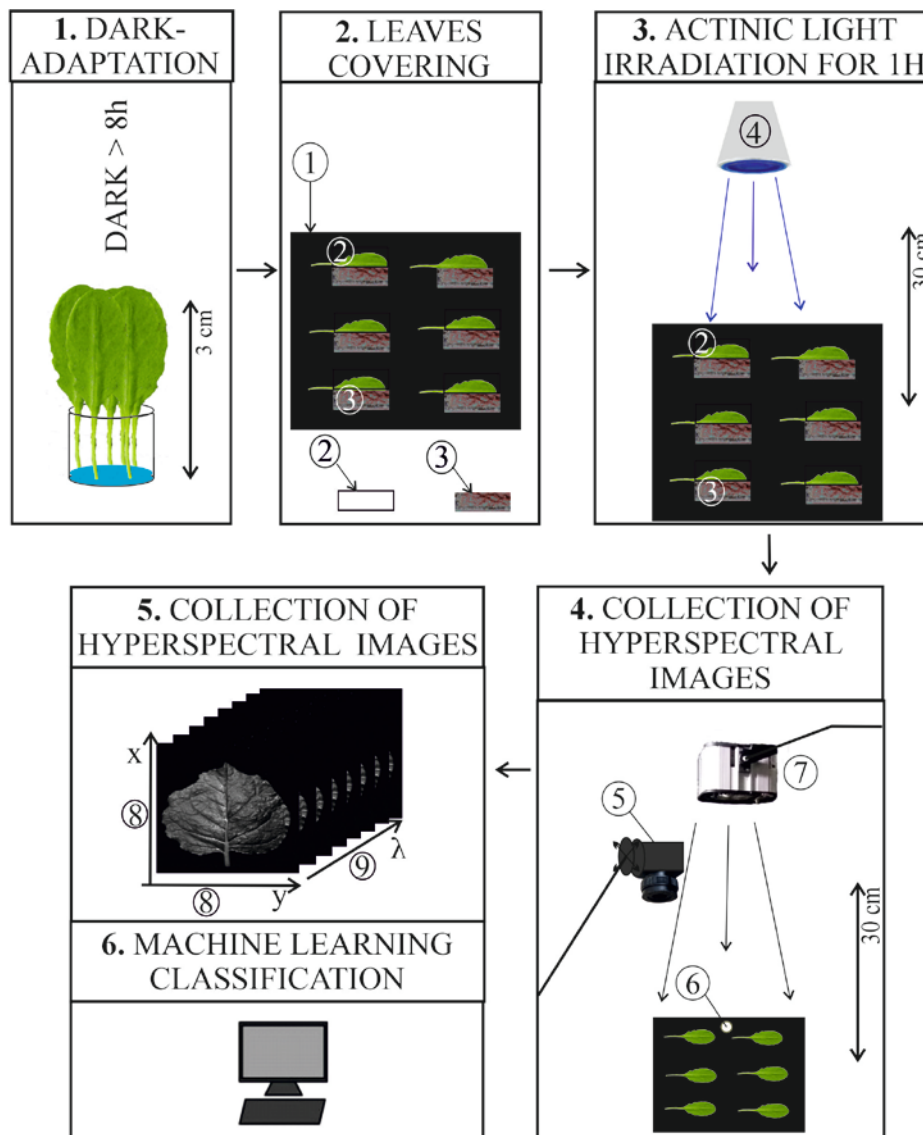 1. DARK-
ADAPTATION
DARK > 8h
3 cm
2. LEAVES
COVERING
①
②
③
②
③
3. ACTINIC LIGHT
IRRADIATION FOR 1H
④
30 cm
②
③
4. COLLECTION OF
HYPERSPECTRAL
IMAGES
⑦
⑤
30 cm
⑥
5. COLLECTION OF
HYPERSPECTRAL IMAGES
x
⑧
λ
⑨
⑧
y
6. MACHINE LEARNING
CLASSIFICATION